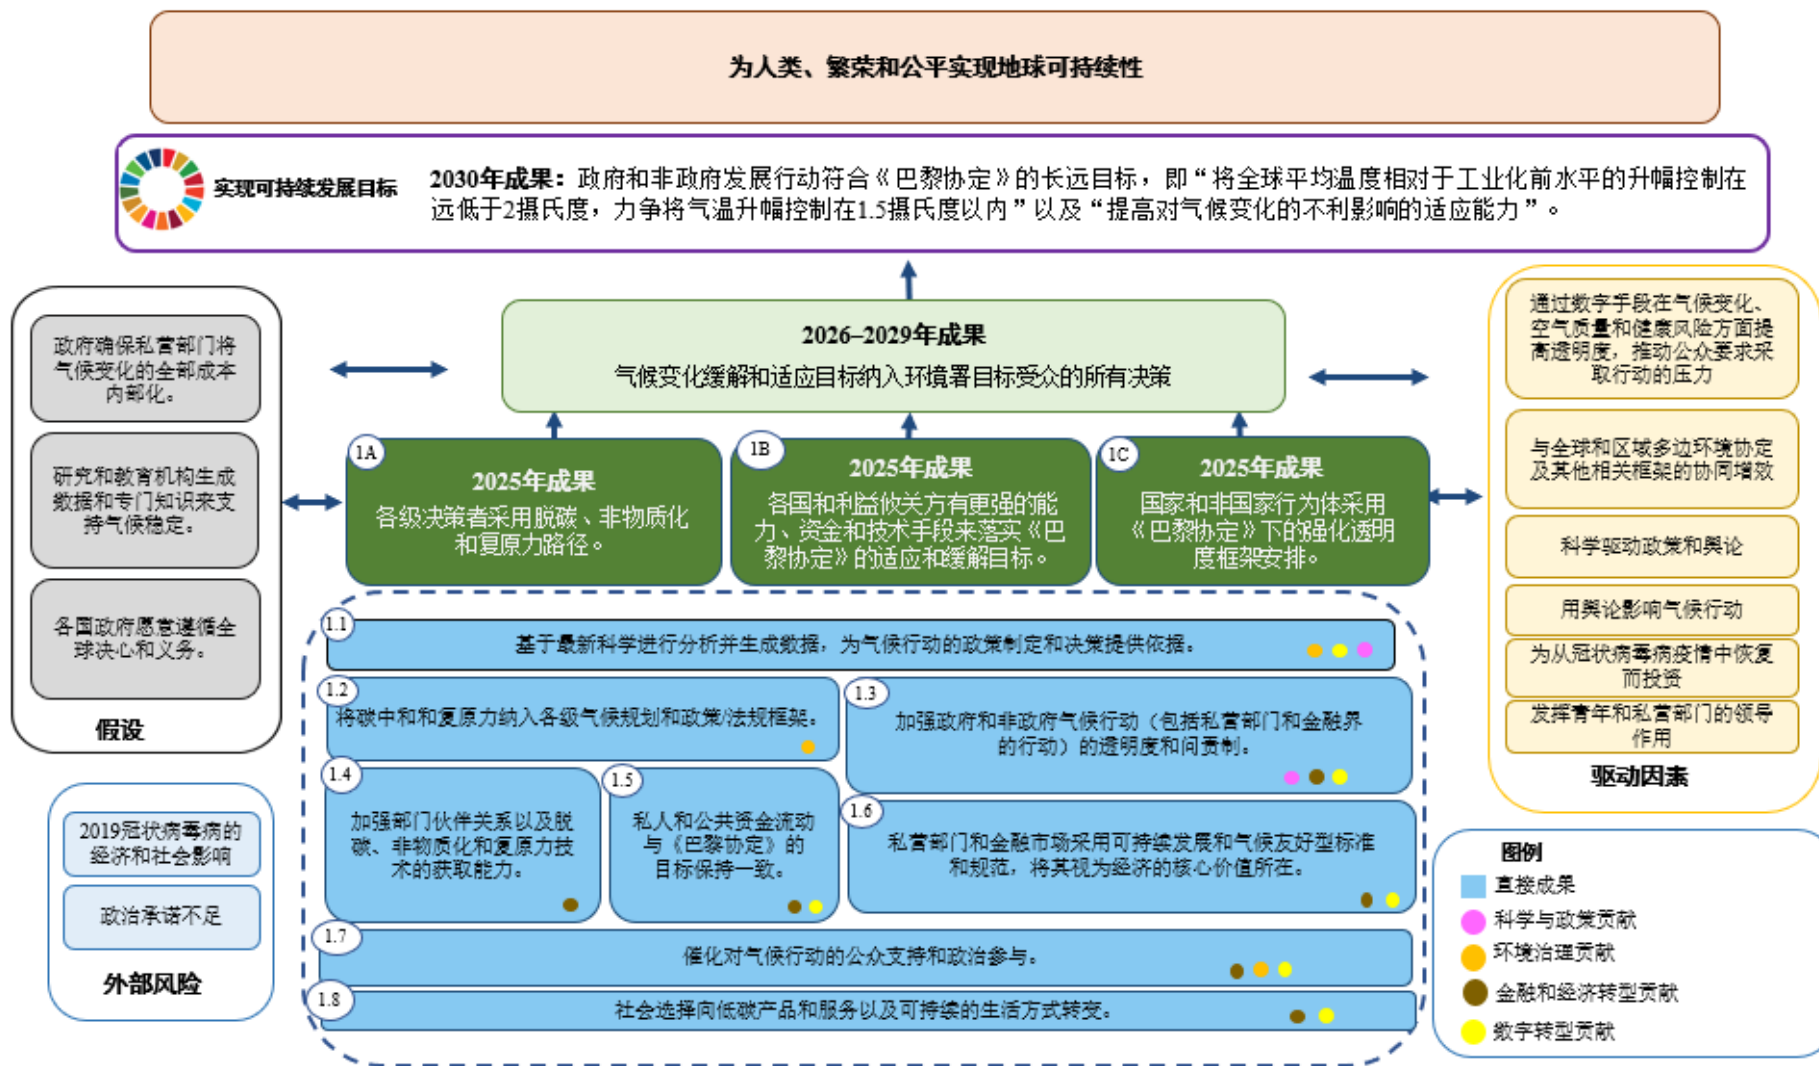 为人类、繁荣和公平实现地球可持续性
实现可持续发展目标
2030年成果：政府和非政府发展行动符合《巴黎协定》的长远目标，即“将全球平均温度相对于工业化前水平的升幅控制在
远低于2摄氏度，力争将气温升幅控制在1.5摄氏度以内”以及“提高对气候变化的不利影响的适应能力”。
政府确保私营部门将
气候变化的全部成本
内部化。
研究和教育机构生成
数据和专门知识来支
持气候稳定。
各国政府愿意遵循全
球决心和义务。
假设
2026–2029年成果
气候变化缓解和适应目标纳入环境署目标受众的所有决策
1A
2025年成果
各级决策者采用脱碳、非物质化
和复原力路径。
1B
2025年成果
各国和利益攸关方有更强的能
力、资金和技术手段来落实《巴
黎协定》的适应和缓解目标。
1C
2025年成果
国家和非国家行为体采用
《巴黎协定》下的强化透明
度框架安排。
通过数字手段在气候变化、
空气质量和健康风险方面提
高透明度，推动公众要求采
取行动的压力
与全球和区域多边环境协定
及其他相关框架的协同增效
科学驱动政策和舆论
用舆论影响气候行动
为从冠状病毒病疫情中恢复
而投资
发挥青年和私营部门的领导
作用
驱动因素
1.1
基于最新科学进行分析并生成数据，为气候行动的政策制定和决策提供依据。
1.2
将碳中和和复原力纳入各级气候规划和政策/法规框架。
1.3
加强政府和非政府气候行动（包括私营部门和金融界
的行动）的透明度和问责制。
1.4
加强部门伙伴关系以及脱
碳、非物质化和复原力技
术的获取能力。
1.5
私人和公共资金流动
与《巴黎协定》的
目标保持一致。
1.6
私营部门和金融市场采用可持续发展和气候友好型标准
和规范，将其视为经济的核心价值所在。
1.7
催化对气候行动的公众支持和政治参与。
1.8
社会选择向低碳产品和服务以及可持续的生活方式转变。
2019冠状病毒病的
经济和社会影响
政治承诺不足
外部风险
图例
直接成果
科学与政策贡献
环境治理贡献
金融和经济转型贡献
数字转型贡献